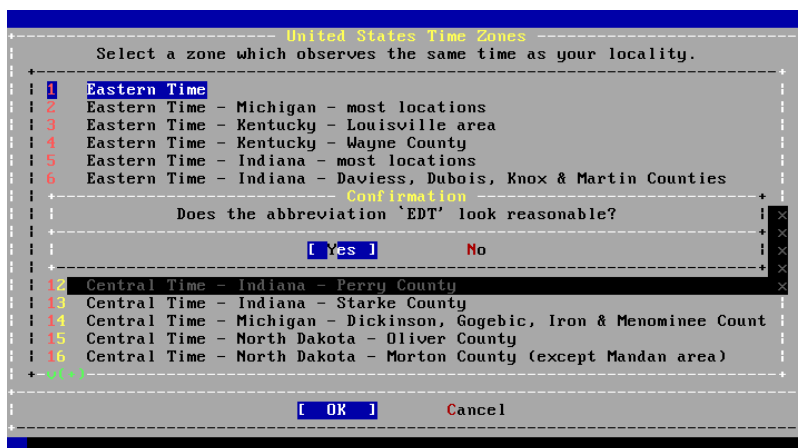 United States Time Zones
Select a zone which observes the same time as your locality.
1 Eastern Time
2 Eastern Time - Michigan - most locations
3 Eastern Time - Kentucky - Louisville area
4 Eastern Time - Kentucky - Wayne County
5 Eastern Time - Indiana - most locations
6 Eastern Time - Indiana - Daviess, Dubois, Knox & Martin Counties
Confirmation
Does the abbreviation `EDT' look reasonable?
[ Yes ] No
12 Central Time - Indiana - Perry County
13 Central Time - Indiana - Starke County
14 Central Time - Michigan - Dickinson, Gogebic, Iron & Menominee Count
15 Central Time - North Dakota - Oliver County
16 Central Time - North Dakota - Morton County (except Mandan area)
v(+)
[ OK ] Cancel